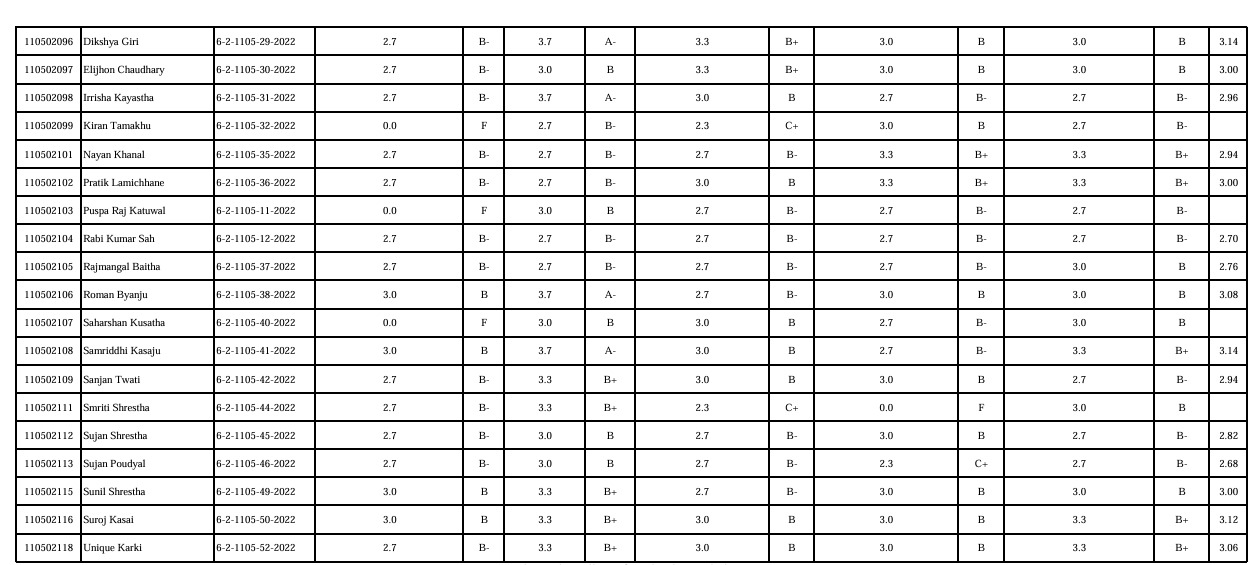 110502096 Dikshya Giri 6-2-1105-29-2022 2.7 B- 3.7 A- 3.3 B+ 3.0 B 3.0 B 3.14
110502097 Elijhon Chaudhary 6-2-1105-30-2022 2.7 B- 3.0 B 3.3 B+ 3.0 B 3.0 B 3.00
110502098 Irrisha Kayastha 6-2-1105-31-2022 2.7 B- 3.7 A- 3.0 B 2.7 B- 2.7 B- 2.96
110502099 Kiran Tamakhu 6-2-1105-32-2022 0.0 F 2.7 B- 2.3 C+ 3.0 B 2.7 B-
110502101 Nayan Khanal 6-2-1105-35-2022 2.7 B- 2.7 B- 2.7 B- 3.3 B+ 3.3 B+ 2.94
110502102 Pratik Lamichhane 6-2-1105-36-2022 2.7 B- 2.7 B- 3.0 B 3.3 B+ 3.3 B+ 3.00
110502103 Puspa Raj Katuwal 6-2-1105-11-2022 0.0 F 3.0 B 2.7 B- 2.7 B- 2.7 B-
110502104 Rabi Kumar Sah 6-2-1105-12-2022 2.7 B- 2.7 B- 2.7 B- 2.7 B- 2.7 B- 2.70
110502105 Rajmangal Baitha 6-2-1105-37-2022 2.7 B- 2.7 B- 2.7 B- 2.7 B- 3.0 B 2.76
110502106 Roman Byanju 6-2-1105-38-2022 3.0 B 3.7 A- 2.7 B- 3.0 B 3.0 B 3.08
110502107 Saharshan Kusatha 6-2-1105-40-2022 0.0 F 3.0 B 3.0 B 2.7 B- 3.0 B
110502108 Samriddhi Kasaju 6-2-1105-41-2022 3.0 B 3.7 A- 3.0 B 2.7 B- 3.3 B+ 3.14
110502109 Sanjan Twati 6-2-1105-42-2022 2.7 B- 3.3 B+ 3.0 B 3.0 B 2.7 B- 2.94
110502111 Smriti Shrestha 6-2-1105-44-2022 2.7 B- 3.3 B+ 2.3 C+ 0.0 F 3.0 B
110502112 Sujan Shrestha 6-2-1105-45-2022 2.7 B- 3.0 B 2.7 B- 3.0 B 2.7 B- 2.82
110502113 Sujan Poudyal 6-2-1105-46-2022 2.7 B- 3.0 B 2.7 B- 2.3 C+ 2.7 B- 2.68
110502115 Sunil Shrestha 6-2-1105-49-2022 3.0 B 3.3 B+ 2.7 B- 3.0 B 3.0 B 3.00
110502116 Suroj Kasai 6-2-1105-50-2022 3.0 B 3.3 B+ 3.0 B 3.0 B 3.3 B+ 3.12
110502118 Unique Karki 6-2-1105-52-2022 2.7 B- 3.3 B+ 3.0 B 3.0 B 3.3 B+ 3.06